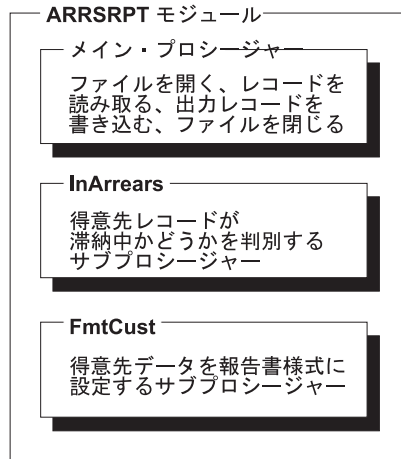 ARRSRPT モジュール
メイン・プロシージャー
ファイルを開く、レコードを
読み取る、出力レコードを
書き込む、ファイルを閉じる
InArrears
得意先レコードが
滞納中かどうかを判別する
サブプロシージャー
FmtCust
得意先データを報告書様式に
設定するサブプロシージャー